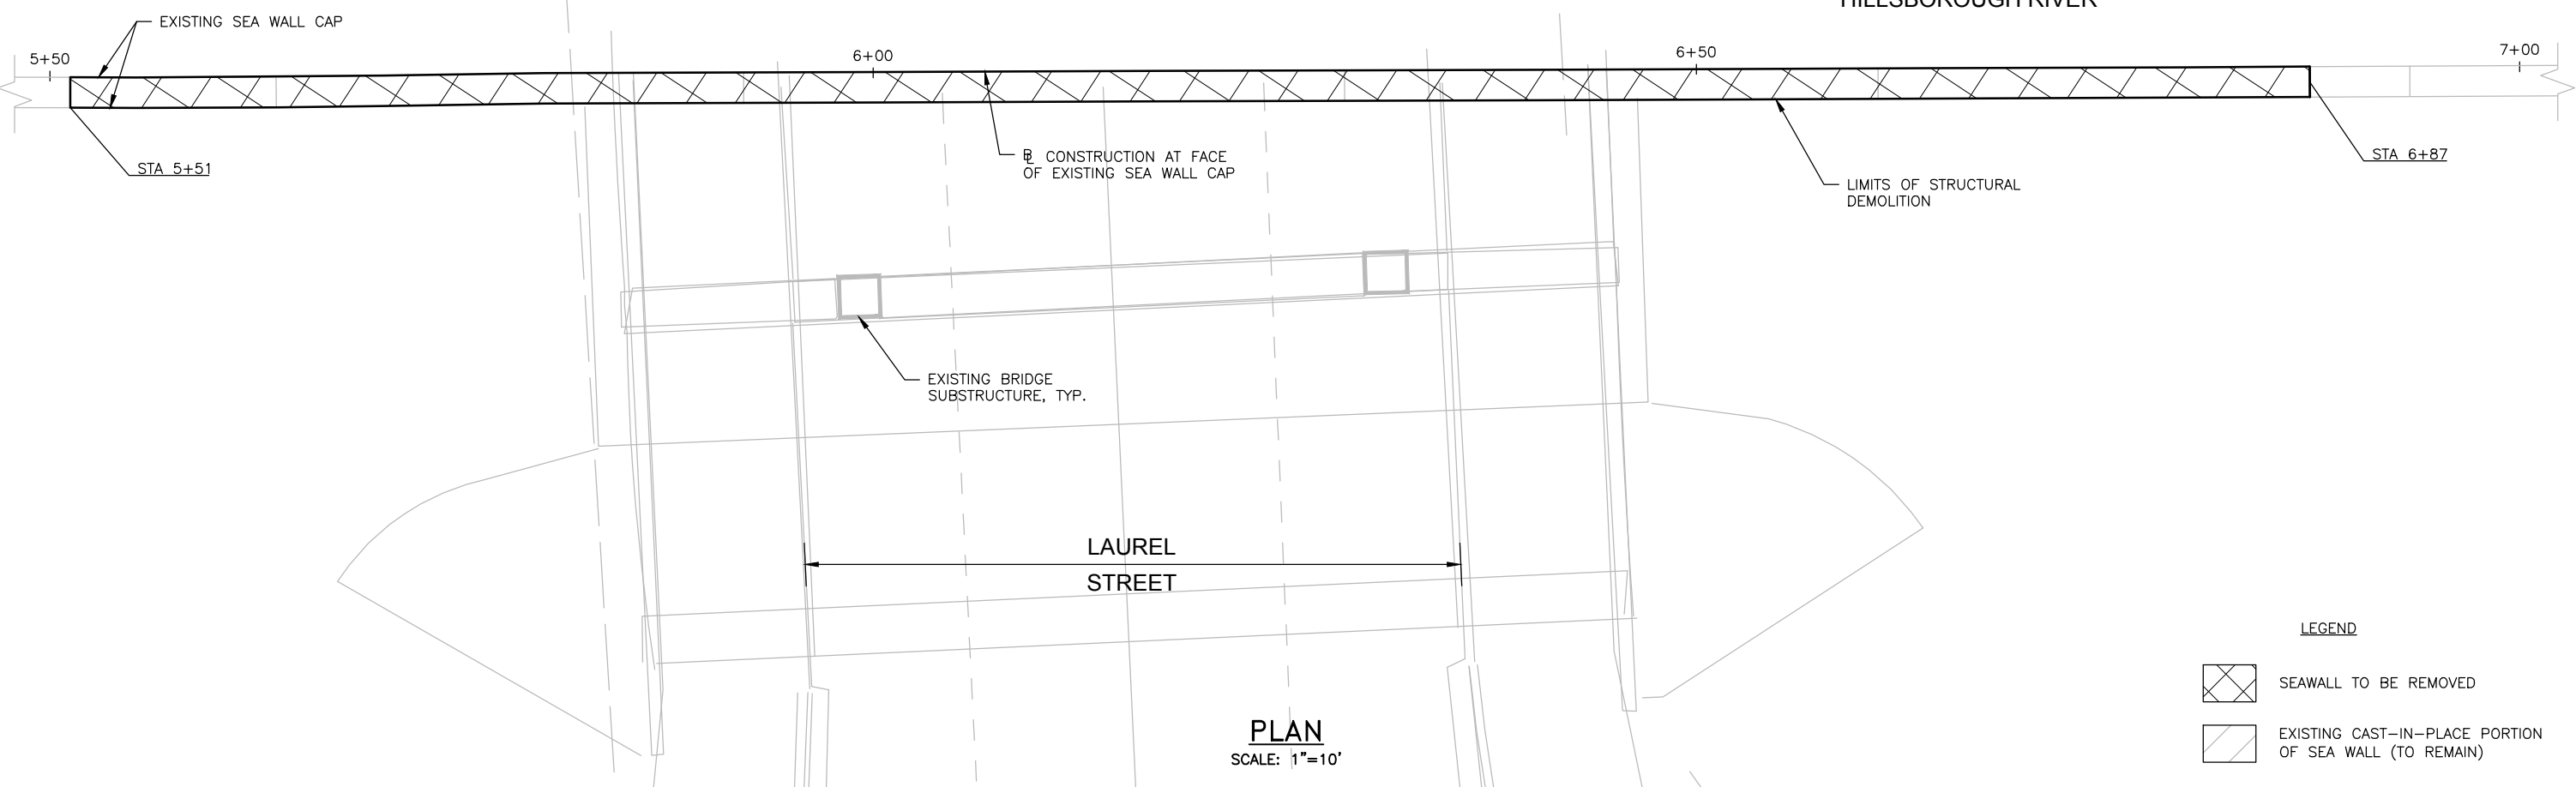 HILLSBOROUGH RIVER
EXISTING SEA WALL CAP
5+50
6+00
6+50
7+00
STA 5+51
℄ CONSTRUCTION AT FACE
OF EXISTING SEA WALL CAP
STA 6+87
LIMITS OF STRUCTURAL
DEMOLITION
EXISTING BRIDGE
SUBSTRUCTURE, TYP.
LAUREL
STREET
LEGEND
SEAWALL TO BE REMOVED
EXISTING CAST-IN-PLACE PORTION
OF SEA WALL (TO REMAIN)
PLAN
SCALE: 1"=10'